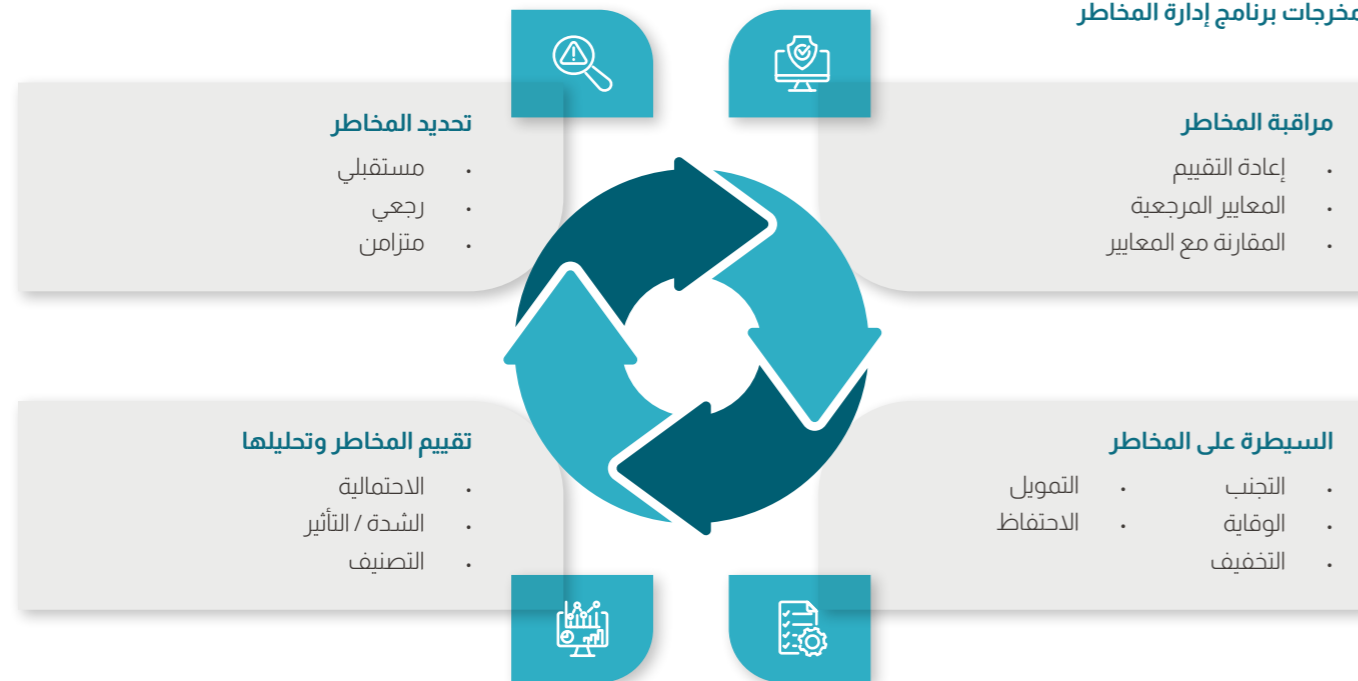 مخرجات برنامج إدارة المخاطر
مراقبة المخاطر
• إعادة التقييم
• المعايير المرجعية
• المقارنة مع المعايير
تحديد المخاطر
• مستقبلي
• رجعي
• متزامن
السيطرة على المخاطر
• التجنب
• الوقاية
• التخفيف
• التمويل
• الاحتفاظ
تقييم المخاطر وتحليلها
• الاحتمالية
• الشدة / التأثير
• التصنيف